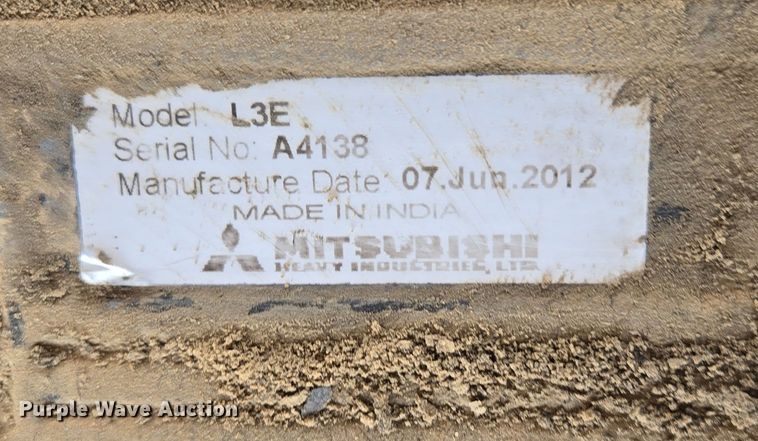 Model: L3E
Serial No: A4138
Manufacture Date: 07.Jun.2012
MADE IN INDIA
MITSUBISHI
HEAVY INDUSTRIES, LTD.
Purple Wave Auction